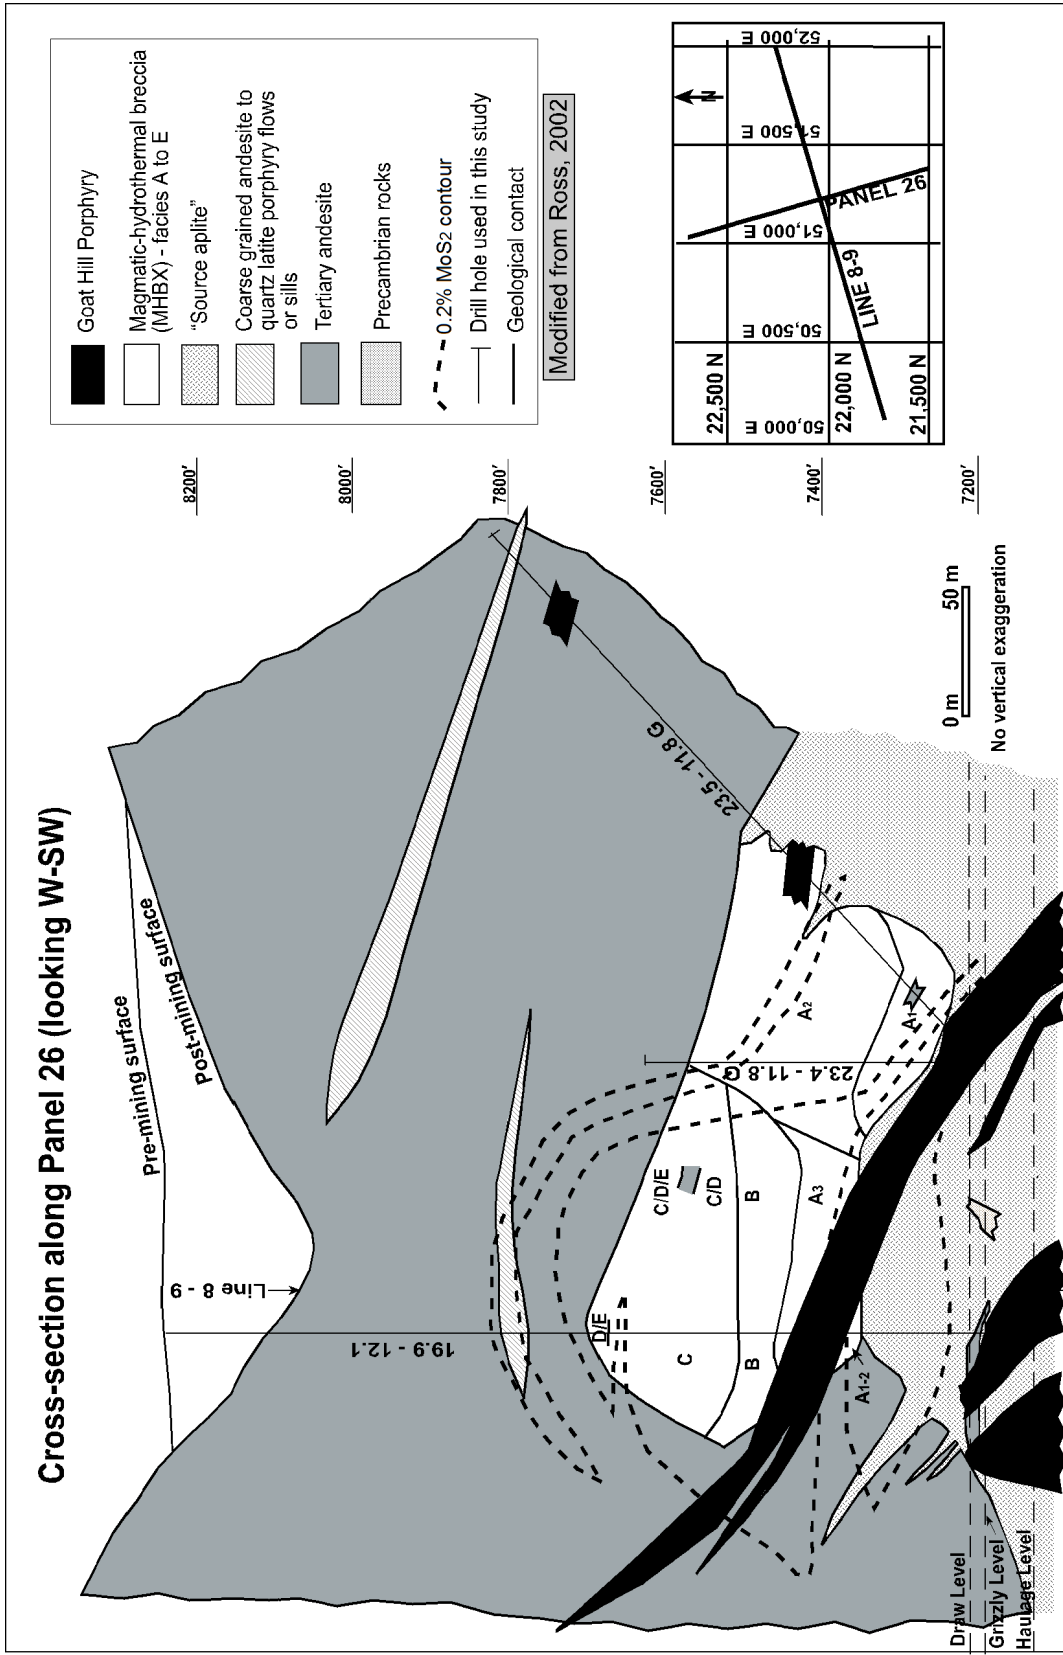 Cross-section along Panel 26 (looking W-SW)
Pre-mining surface
Post-mining surface
Line 8 - 9
19.9 - 12.1
23.5 - 11.8 G
23.4 - 11.8 G
C/D/E
C/D
D/E
C
B
B
A3
A2
A1
A1-2
Draw Level
Grizzly Level
Haulage Level
8200'
8000'
7800'
7600'
7400'
7200'
0 m
50 m
No vertical exaggeration
Goat Hill Porphyry
Magmatic-hydrothermal breccia
(MHBX) - facies A to E
“Source aplite”
Coarse grained andesite to
quartz latite porphyry flows
or sills
Tertiary andesite
Precambrian rocks
0.2% MoS2 contour
Drill hole used in this study
Geological contact
Modified from Ross, 2002
N
50,000 E
50,500 E
51,000 E
51,500 E
52,000 E
22,500 N
22,000 N
21,500 N
LINE 8-9
PANEL 26